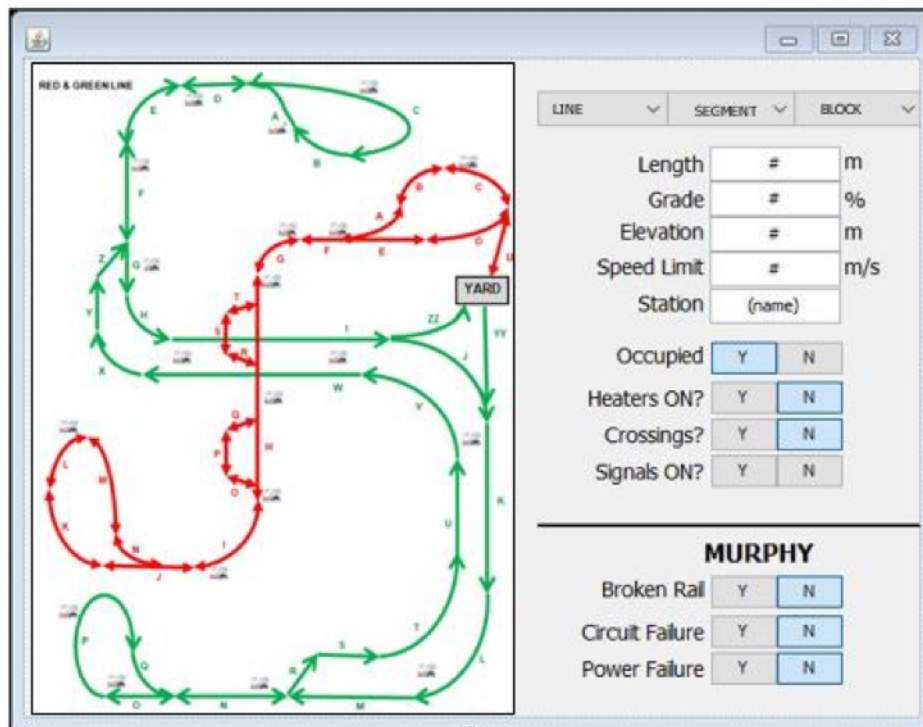 RED & GREEN LINE
E
D
C
A
B
F
B
C
A
G
F
E
D
U
Z
G
YARD
T
Y
H
S
I
ZZ
YY
R
J
X
W
V
Q
L
P
H
M
O
K
U
K
N
I
J
P
S
T
Q
R
L
O
N
M
LINE
SEGMENT
BLOCK
Length # m
Grade # %
Elevation # m
Speed Limit # m/s
Station (name)
Occupied Y N
Heaters ON? Y N
Crossings? Y N
Signals ON? Y N
MURPHY
Broken Rail Y N
Circuit Failure Y N
Power Failure Y N